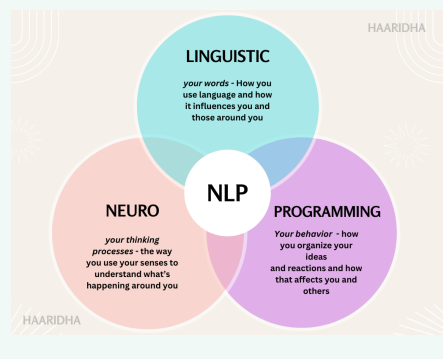 HAARIDHA
LINGUISTIC
your words - How you
use language and how
it influences you and
those around you
NLP
NEURO
your thinking
processes - the way
you use your senses to
understand what's
happening around you
PROGRAMMING
Your behavior - how
you organize your
ideas
and reactions and how
that affects you and
others
HAARIDHA